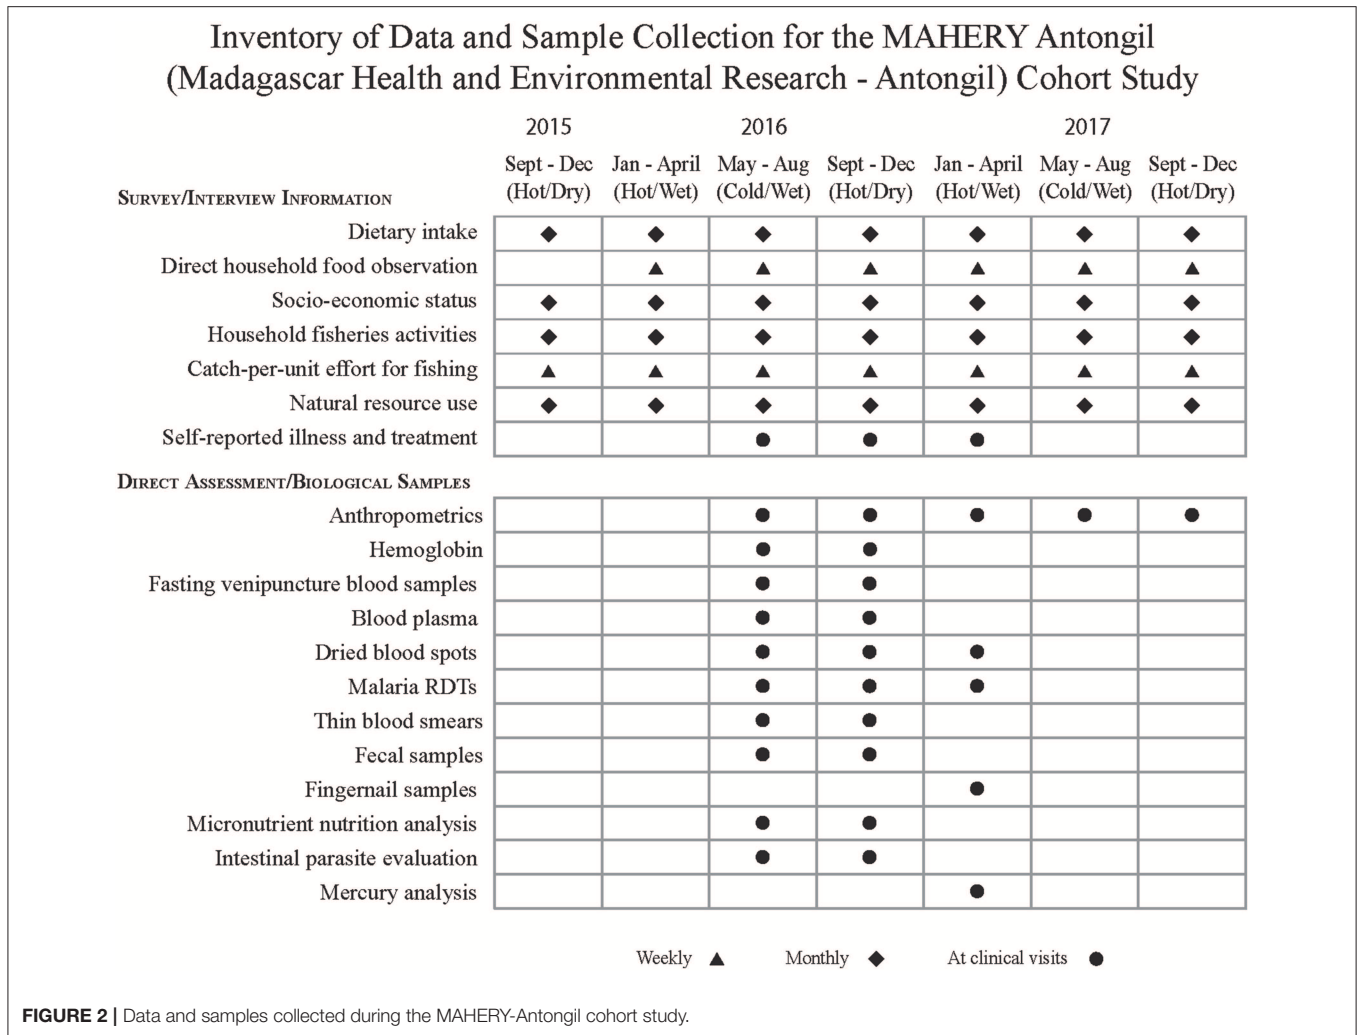 Inventory of Data and Sample Collection for the MAHERY Antongil
(Madagascar Health and Environmental Research - Antongil) Cohort Study
2015 2016 2017
Sept - Dec Jan - April May - Aug Sept - Dec Jan - April May - Aug Sept - Dec
(Hot/Dry) (Hot/Wet) (Cold/Wet) (Hot/Dry) (Hot/Wet) (Cold/Wet) (Hot/Dry)
SURVEY/INTERVIEW INFORMATION
Dietary intake
Direct household food observation
Socio-economic status
Household fisheries activities
Catch-per-unit effort for fishing
Natural resource use
Self-reported illness and treatment
DIRECT ASSESSMENT/BIOLOGICAL SAMPLES
Anthropometrics
Hemoglobin
Fasting venipuncture blood samples
Blood plasma
Dried blood spots
Malaria RDTs
Thin blood smears
Fecal samples
Fingernail samples
Micronutrient nutrition analysis
Intestinal parasite evaluation
Mercury analysis
Weekly ▲ Monthly ◆ At clinical visits ●
FIGURE 2 | Data and samples collected during the MAHERY-Antongil cohort study.